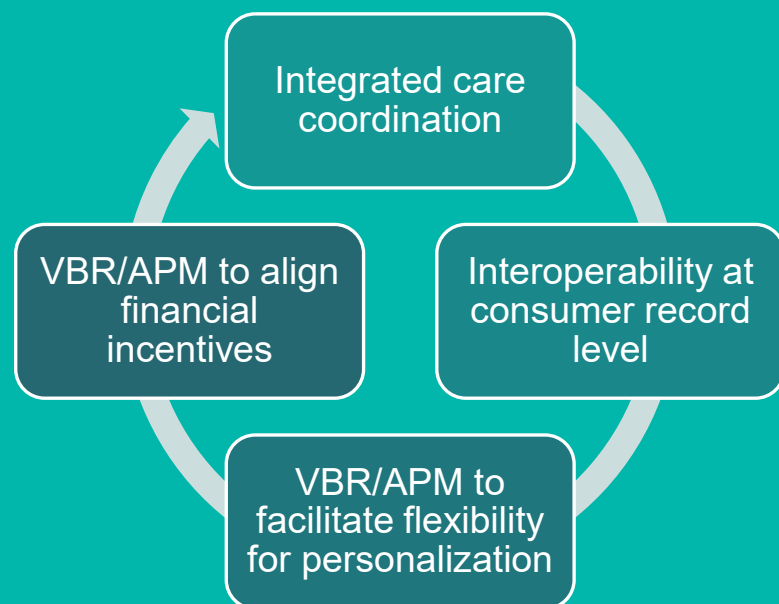 Integrated care
coordination
Interoperability at
consumer record
level
VBR/APM to
facilitate flexibility
for personalization
VBR/APM to align
financial
incentives